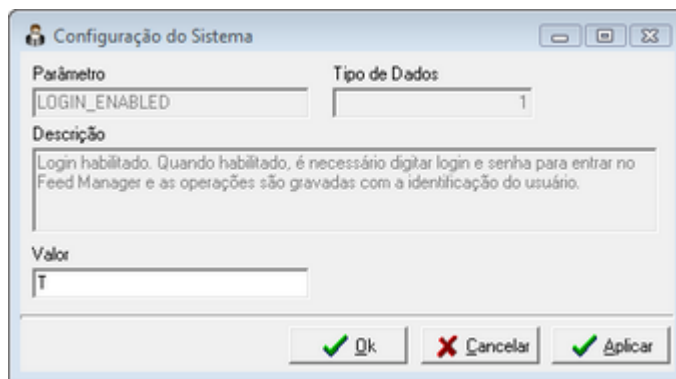 Configuração do Sistema
Parâmetro
Tipo de Dados
LOGIN_ENABLED
1
Descrição
Login habilitado. Quando habilitado, é necessário digitar login e senha para entrar no
Feed Manager e as operações são gravadas com a identificação do usuário.
Valor
T
Ok
Cancelar
Aplicar